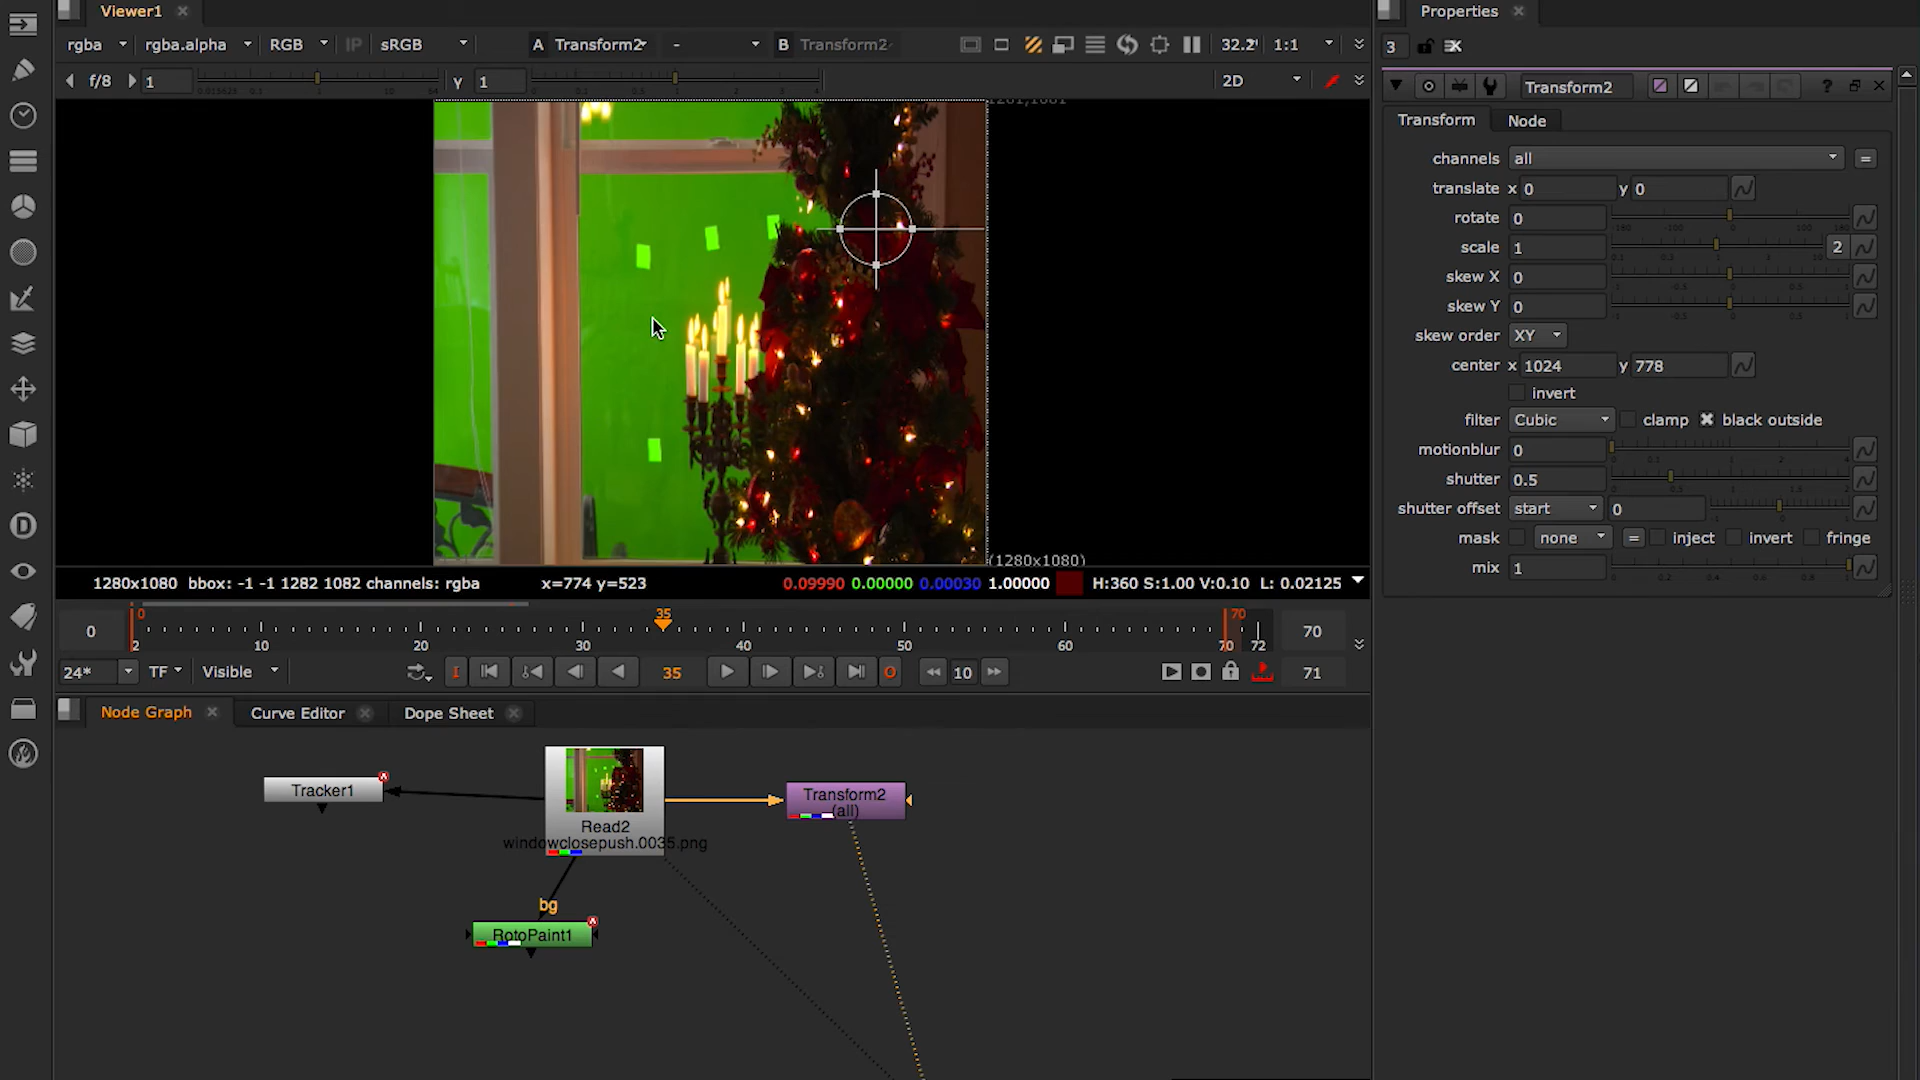 Viewer1
Properties
rgba rgba.alpha RGB IP sRGB A Transform2 - B Transform2 32.2 1:1
3
f/8 1 γ 1 2D
Transform2 ?
Transform Node
channels all =
translate x 0 y 0
rotate 0
scale 1 2
skew X 0
skew Y 0
skew order XY
center x 1024 y 778
invert
filter Cubic clamp black outside
motionblur 0
shutter 0.5
shutter offset start 0
mask none = inject invert fringe
mix 1
(1280x1080)
1280x1080 bbox: -1 -1 1282 1082 channels: rgba x=774 y=523 0.09990 0.00000 0.00030 1.00000 H:360 S:1.00 V:0.10 L: 0.02125
0 35 70
0 2 10 20 30 40 50 60 70 72 70
24* TF Visible I 35 O 10 71
Node Graph Curve Editor Dope Sheet
Tracker1
Transform2
(all)
Read2
windowclosepush.0035.png
bg
RotoPaint1